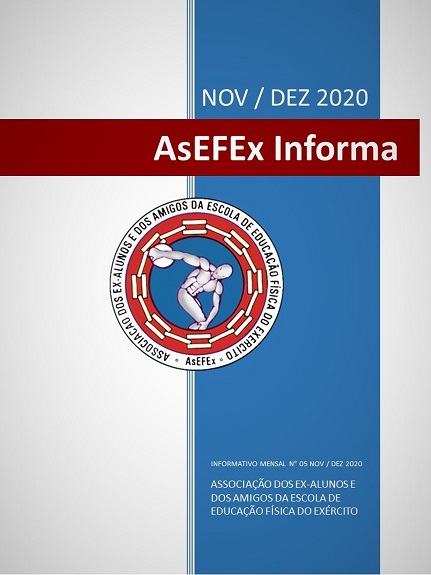 NOV / DEZ 2020
AsEFEx Informa
ASSOCIAÇÃO DOS EX-ALUNOS E DOS AMIGOS DA ESCOLA DE EDUCAÇÃO FÍSICA DO EXÉRCITO
• AsEFEx •
INFORMATIVO MENSAL N° 05 NOV / DEZ 2020
ASSOCIAÇÃO DOS EX-ALUNOS E
DOS AMIGOS DA ESCOLA DE
EDUCAÇÃO FÍSICA DO EXÉRCITO